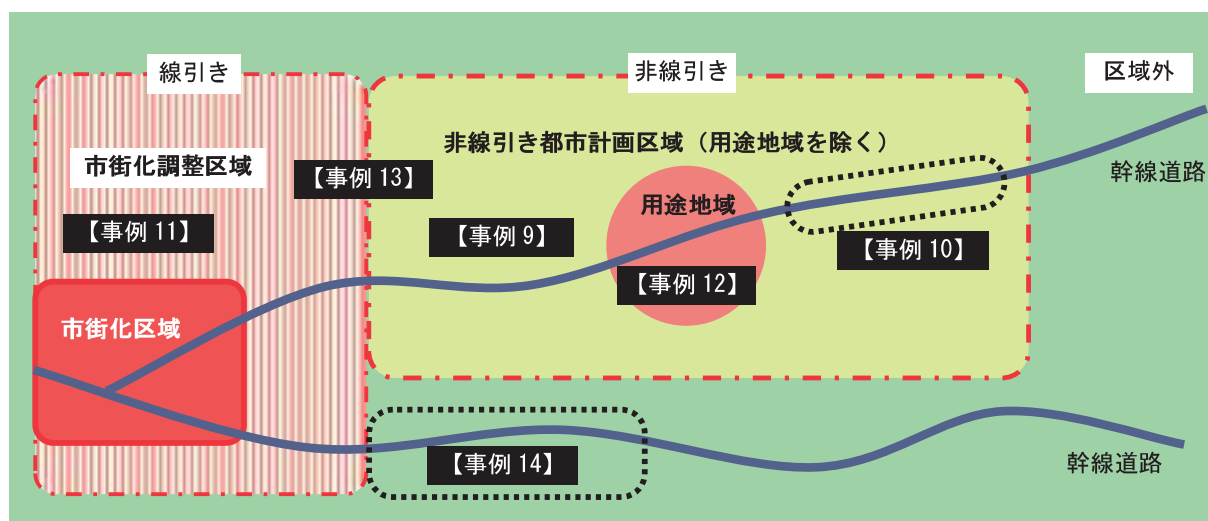 線引き
非線引き
区域外
非線引き都市計画区域（用途地域を除く）
市街化調整区域
【事例 13】
幹線道路
用途地域
【事例 11】
【事例 9】
【事例 10】
【事例 12】
市街化区域
【事例 14】
幹線道路